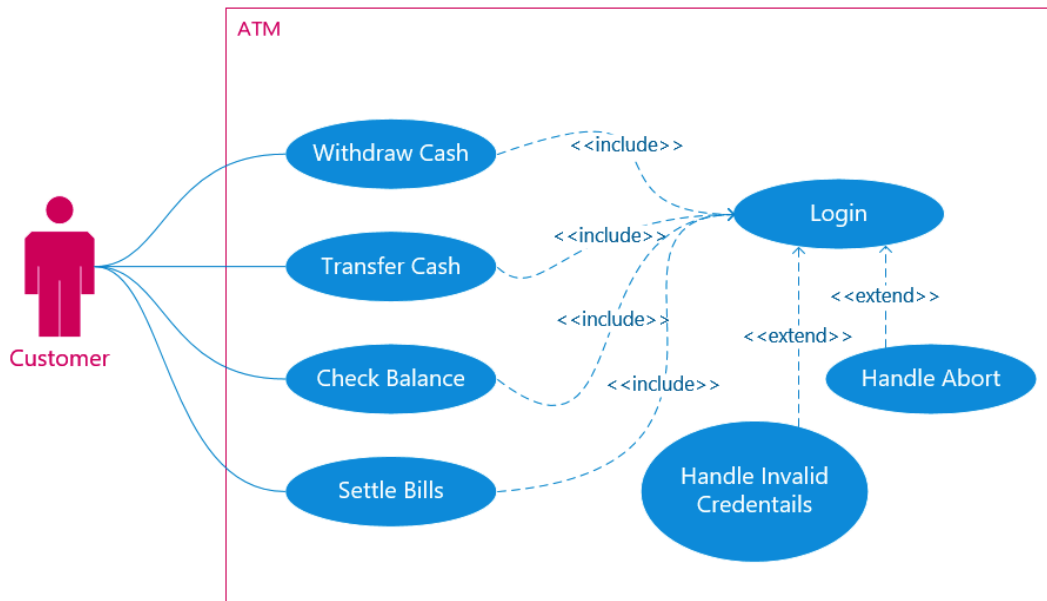 ATM
Withdraw Cash
<<include>>
Login
Transfer Cash
<<include>>
<<extend>>
<<include>>
<<extend>>
Customer
Check Balance
<<include>>
Handle Abort
Settle Bills
Handle Invalid
Credentails